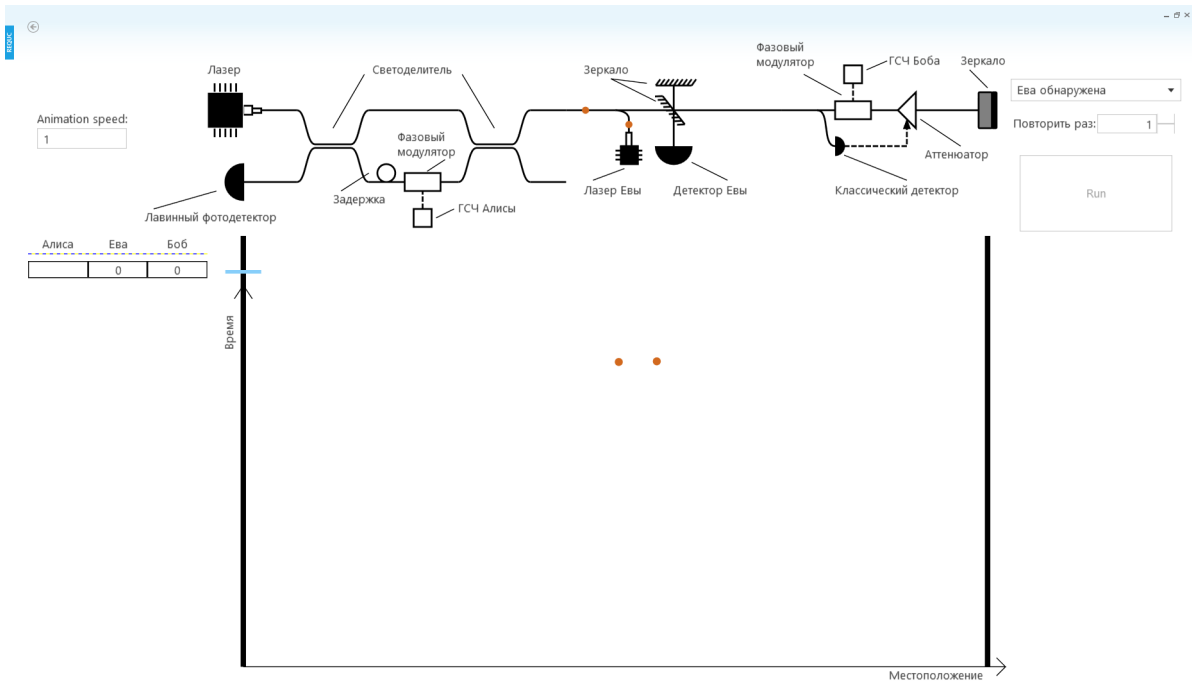 REQUC
Лазер
Светоделитель
Зеркало
Фазовый
модулятор
ГСЧ Боба
Зеркало
Ева обнаружена
Animation speed:
1
Повторить раз:
1
Фазовый
модулятор
Аттенюатор
Задержка
Лазер Евы
Детектор Евы
Классический детектор
Run
ГСЧ Алисы
Лавинный фотодетектор
Алиса
Ева
Боб
0
0
Время
Местоположение